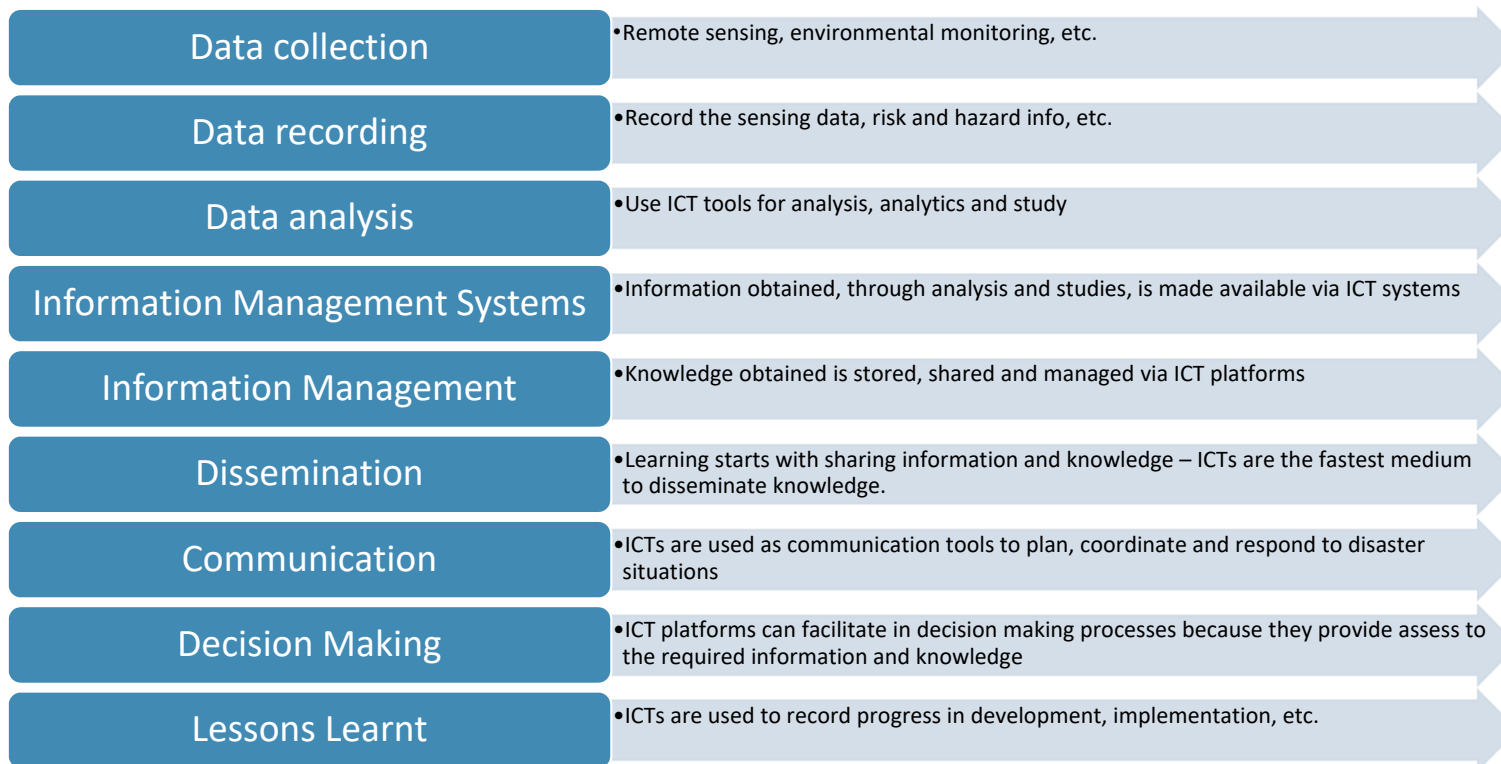 Data collection
•Remote sensing, environmental monitoring, etc.
Data recording
•Record the sensing data, risk and hazard info, etc.
Data analysis
•Use ICT tools for analysis, analytics and study
Information Management Systems
•Information obtained, through analysis and studies, is made available via ICT systems
Information Management
•Knowledge obtained is stored, shared and managed via ICT platforms
Dissemination
•Learning starts with sharing information and knowledge – ICTs are the fastest medium
to disseminate knowledge.
Communication
•ICTs are used as communication tools to plan, coordinate and respond to disaster
situations
Decision Making
•ICT platforms can facilitate in decision making processes because they provide assess to
the required information and knowledge
Lessons Learnt
•ICTs are used to record progress in development, implementation, etc.